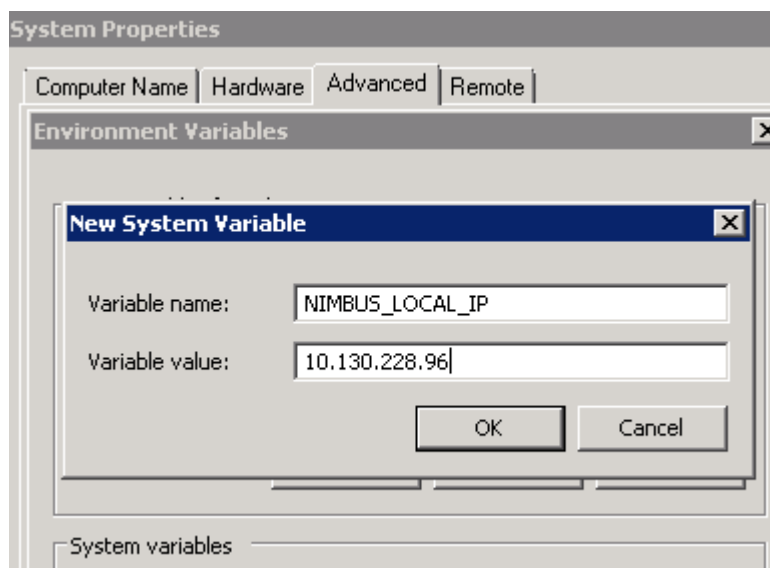 System Properties
Computer Name Hardware Advanced Remote
Environment Variables
New System Variable
Variable name: NIMBUS_LOCAL_IP
Variable value: 10.130.228.96
OK Cancel
System variables